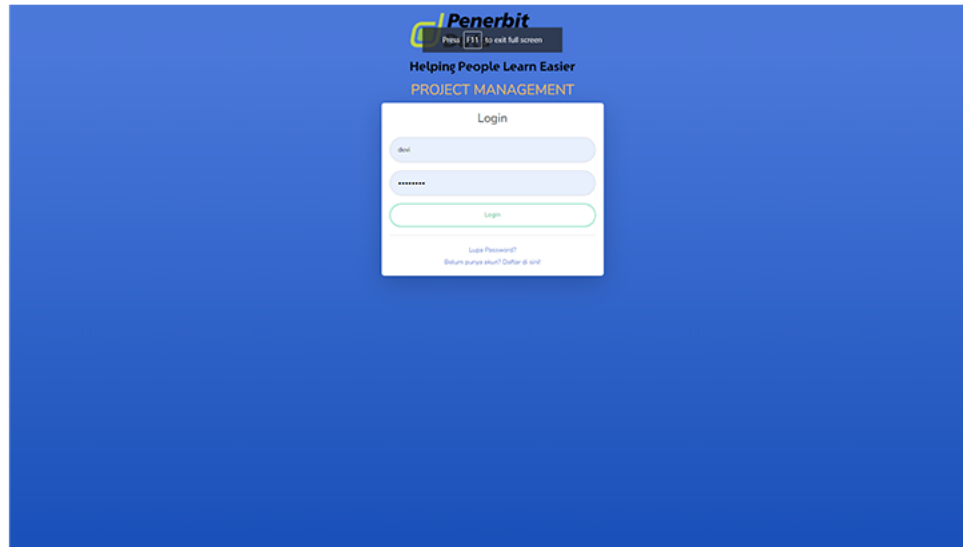 Penerbit
Press F11 to exit full screen
Helping People Learn Easier
PROJECT MANAGEMENT
Login
devi
Login
Lupa Password?
Belum punya akun? Daftar di sini!